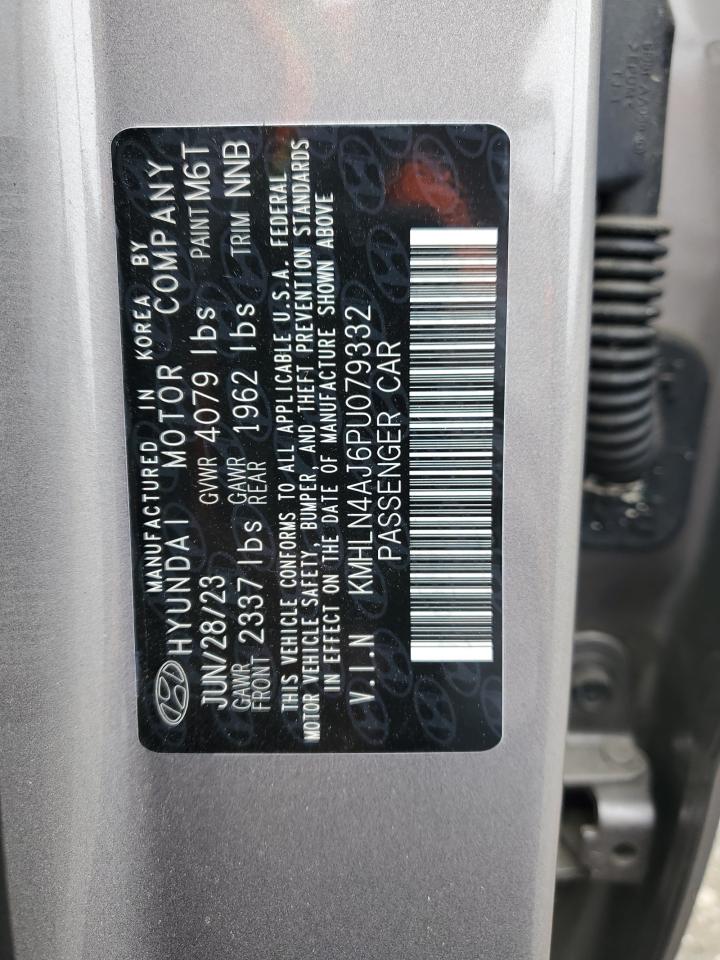 MANUFACTURED IN KOREA BY
HYUNDAI MOTOR COMPANY
JUN/28/23 GVWR 4079 lbs PAINT M6T
GAWR FRONT 2337 lbs GAWR REAR 1962 lbs TRIM NNB
THIS VEHICLE CONFORMS TO ALL APPLICABLE U.S.A. FEDERAL
MOTOR VEHICLE SAFETY, BUMPER, AND THEFT PREVENTION STANDARDS
IN EFFECT ON THE DATE OF MANUFACTURE SHOWN ABOVE
V.I.N KMHLN4AJ6PU079332
PASSENGER CAR